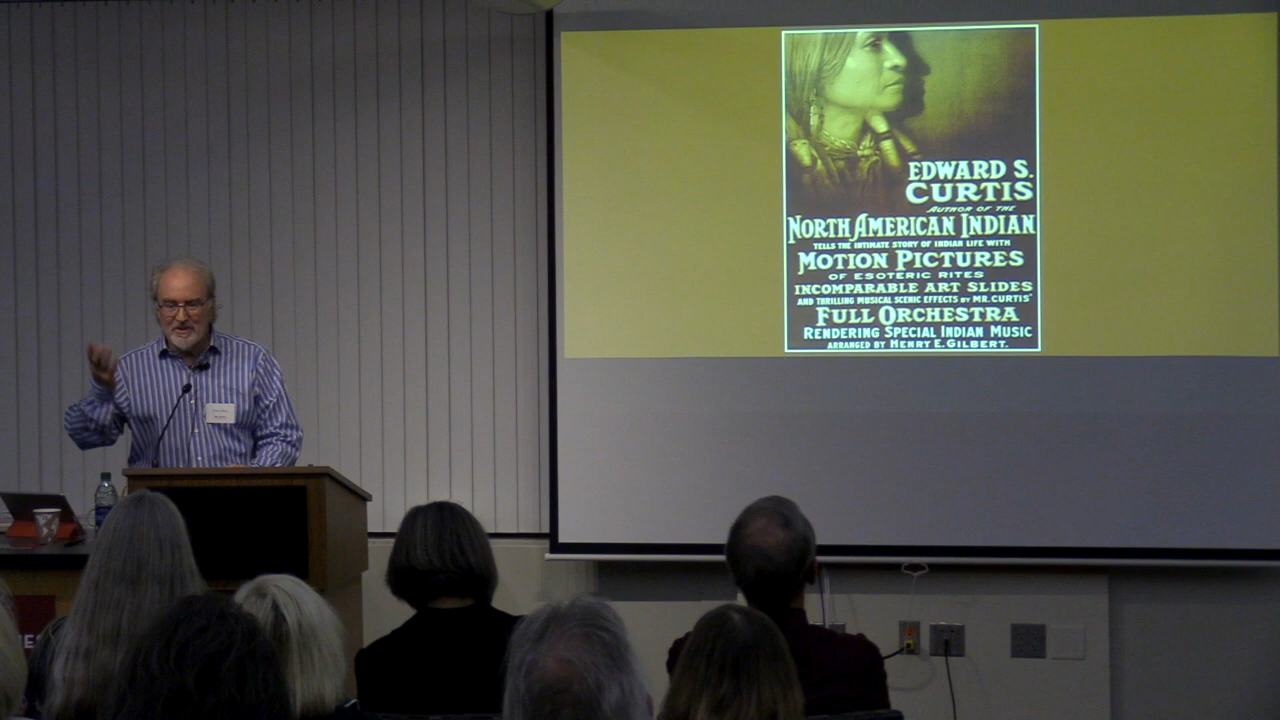 EDWARD S.
CURTIS
AUTHOR OF THE
NORTH AMERICAN INDIAN
TELLS THE INTIMATE STORY OF INDIAN LIFE WITH
MOTION PICTURES
OF ESOTERIC RITES
INCOMPARABLE ART SLIDES
AND THRILLING MUSICAL SCENIC EFFECTS BY MR. CURTIS'
FULL ORCHESTRA
RENDERING SPECIAL INDIAN MUSIC
ARRANGED BY HENRY E. GILBERT.